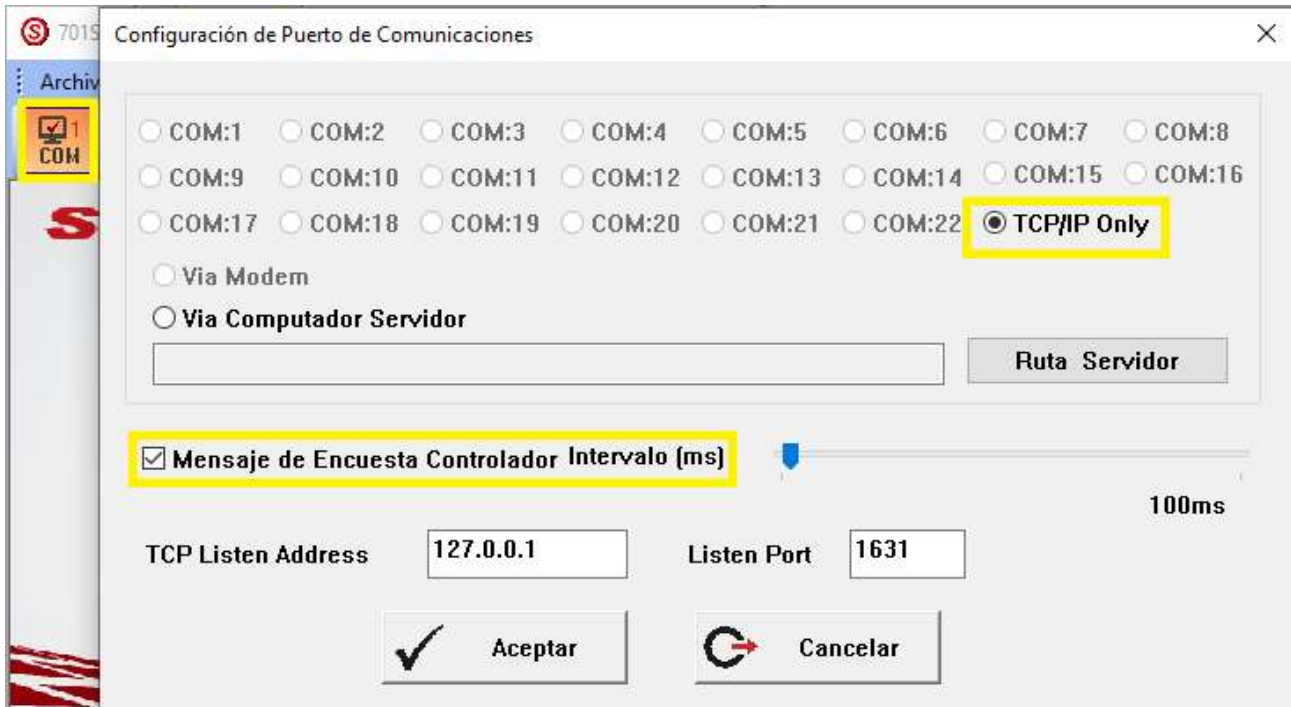 701S
Configuración de Puerto de Comunicaciones
Archiv
1
COM
COM:1 COM:2 COM:3 COM:4 COM:5 COM:6 COM:7 COM:8
COM:9 COM:10 COM:11 COM:12 COM:13 COM:14 COM:15 COM:16
COM:17 COM:18 COM:19 COM:20 COM:21 COM:22 TCP/IP Only
Via Modem
Via Computador Servidor
Ruta Servidor
Mensaje de Encuesta Controlador Intervalo (ms)
100ms
TCP Listen Address 127.0.0.1 Listen Port 1631
Aceptar Cancelar